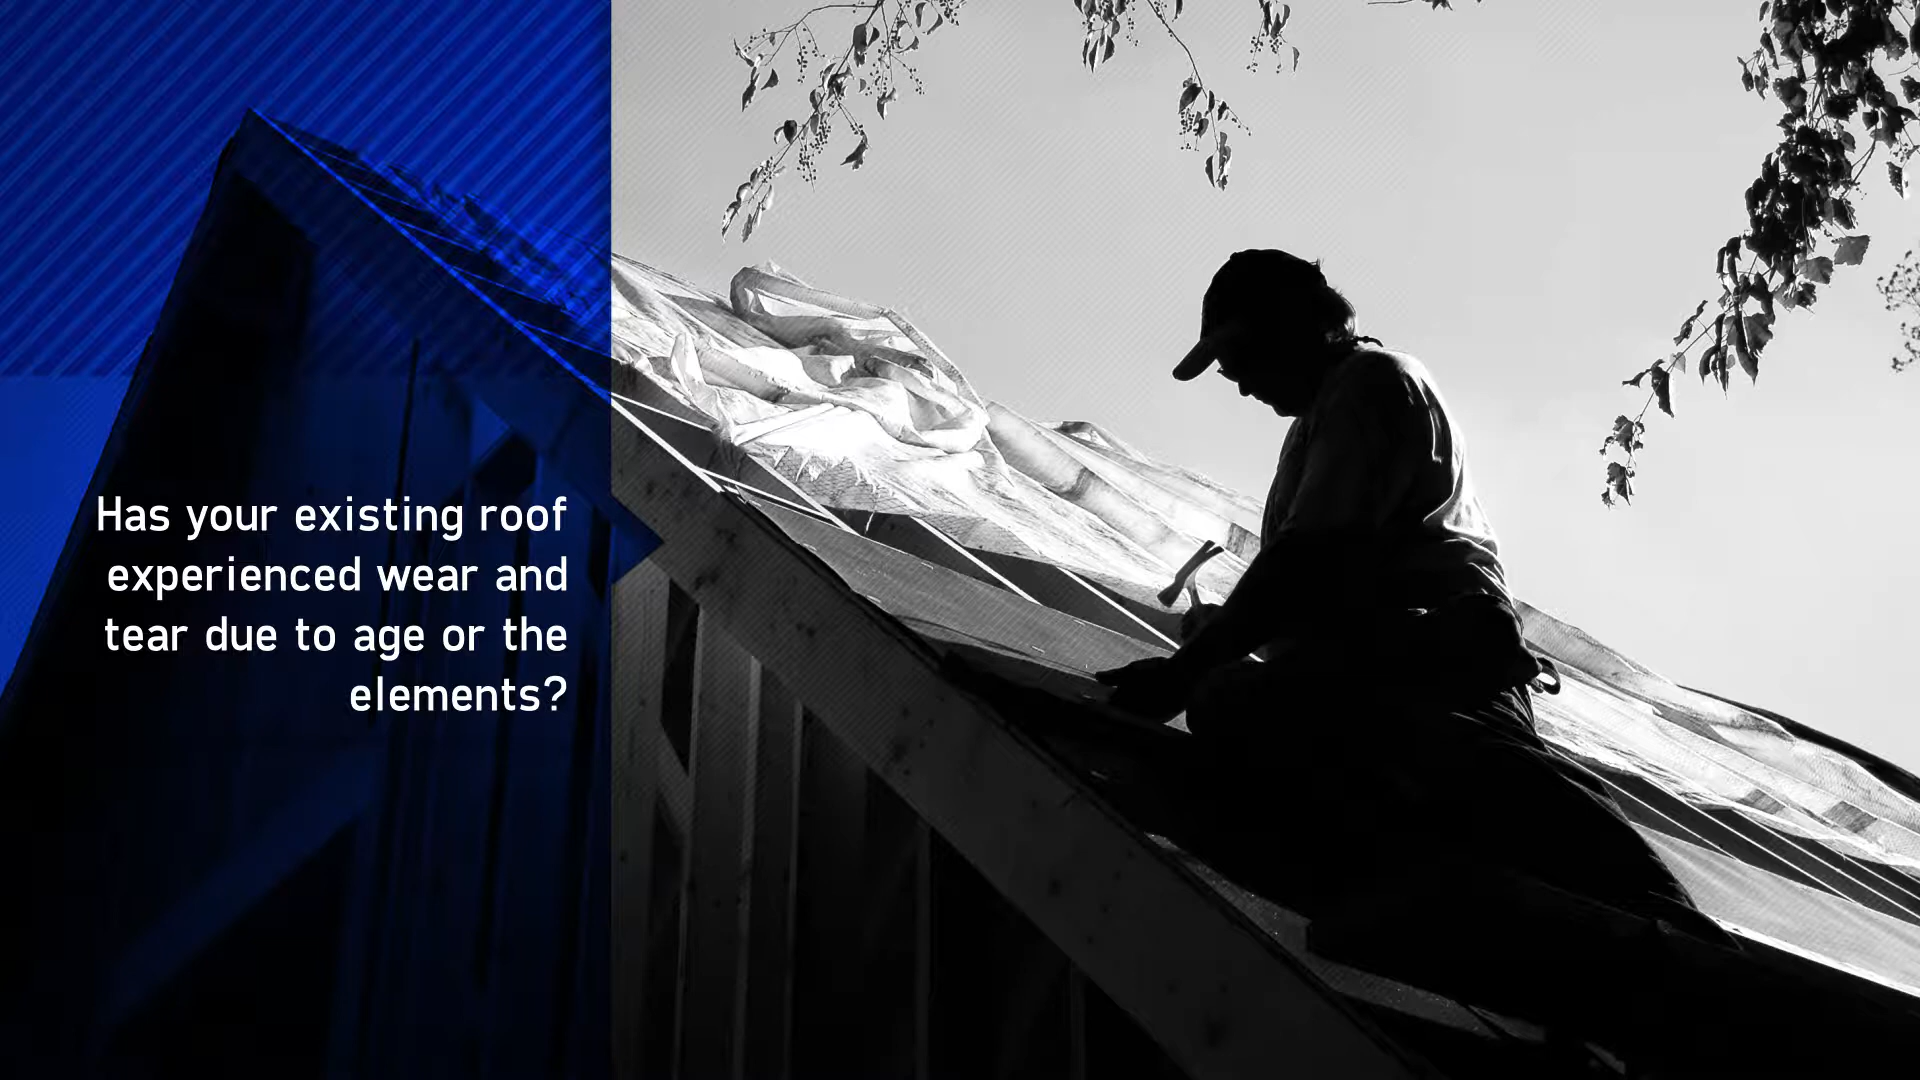 Has your existing roof
experienced wear and
tear due to age or the
elements?